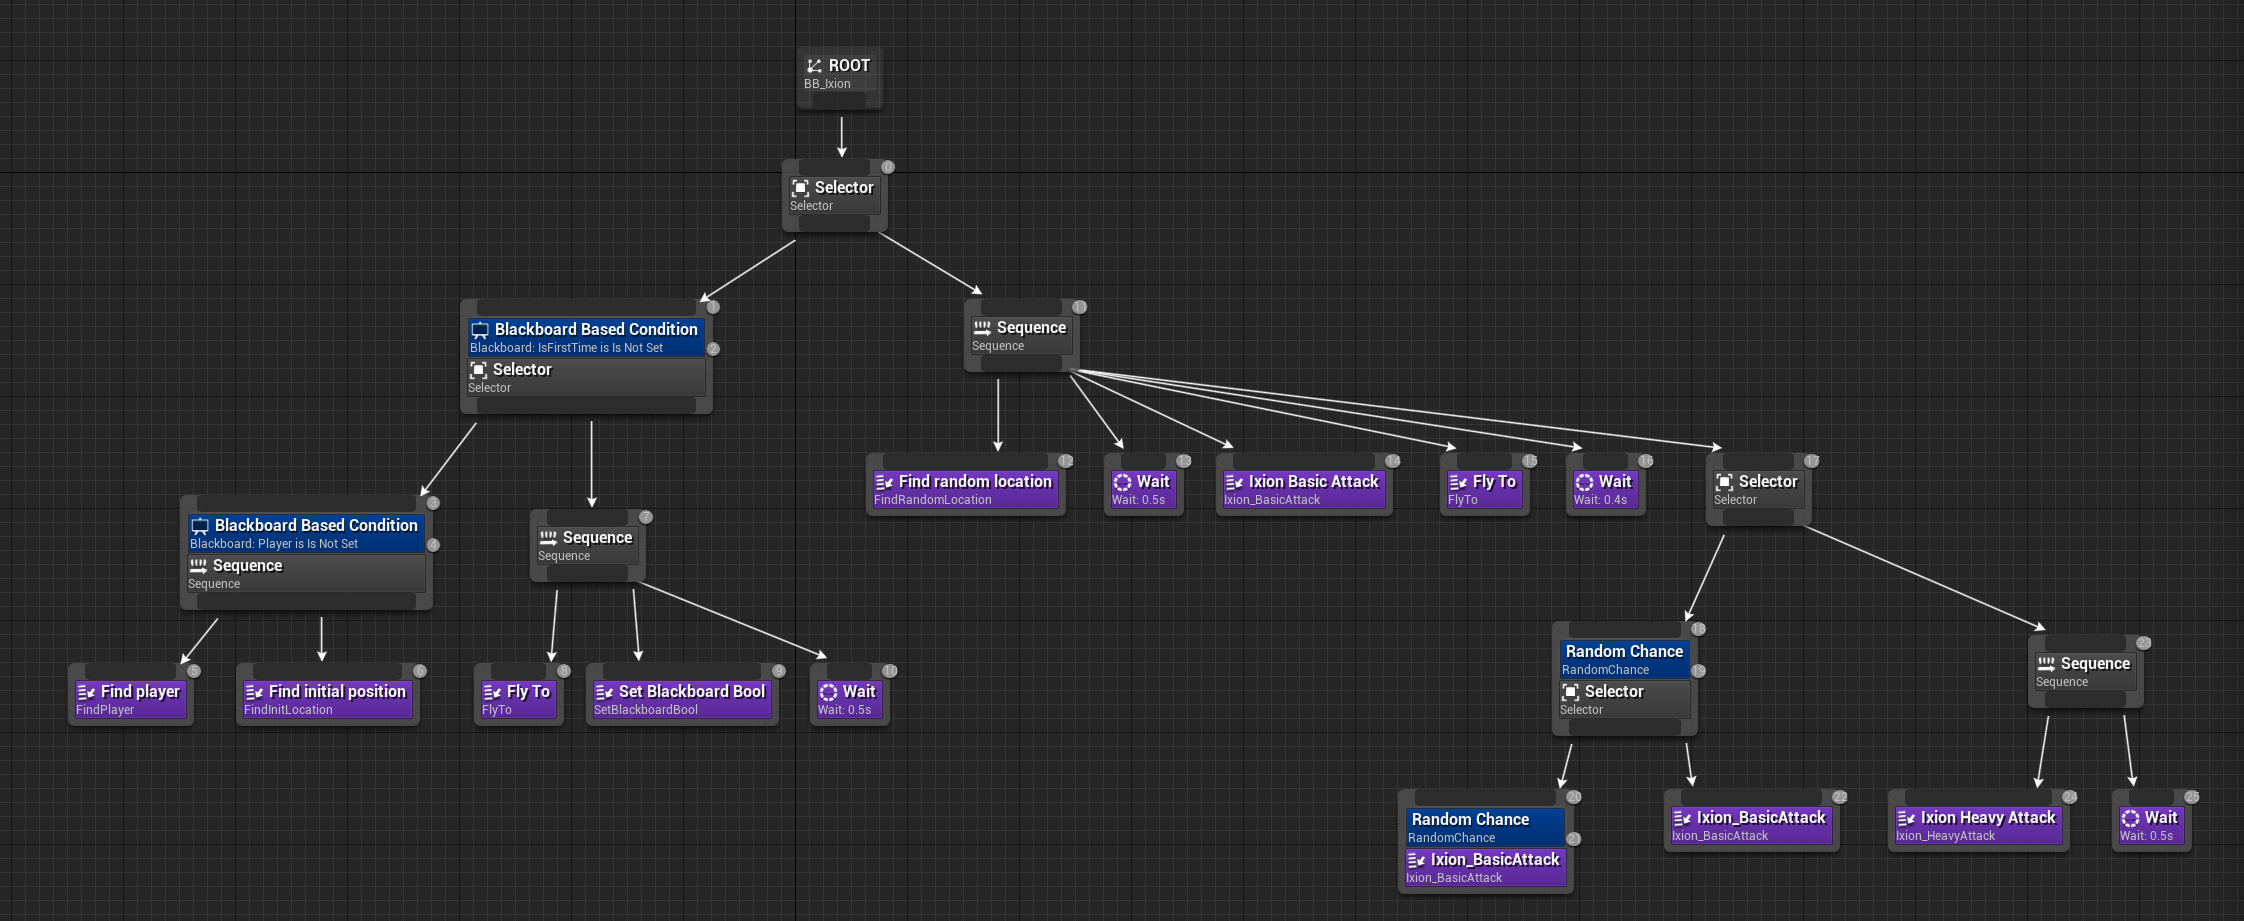 ROOT
BB_Ixion
0
Selector
Selector
1
Blackboard Based Condition
Blackboard: IsFirstTime is Is Not Set
2
Selector
Selector
11
Sequence
Sequence
3
Blackboard Based Condition
Blackboard: Player is Is Not Set
4
Sequence
Sequence
7
Sequence
Sequence
12
Find random location
FindRandomLocation
13
Wait
Wait: 0.5s
14
Ixion Basic Attack
Ixion_BasicAttack
15
Fly To
FlyTo
16
Wait
Wait: 0.4s
17
Selector
Selector
5
Find player
FindPlayer
6
Find initial position
FindInitLocation
8
Fly To
FlyTo
9
Set Blackboard Bool
SetBlackboardBool
10
Wait
Wait: 0.5s
18
Random Chance
RandomChance
19
Selector
Selector
23
Sequence
Sequence
20
Random Chance
RandomChance
21
Ixion_BasicAttack
Ixion_BasicAttack
22
Ixion_BasicAttack
Ixion_BasicAttack
24
Ixion Heavy Attack
Ixion_HeavyAttack
25
Wait
Wait: 0.5s